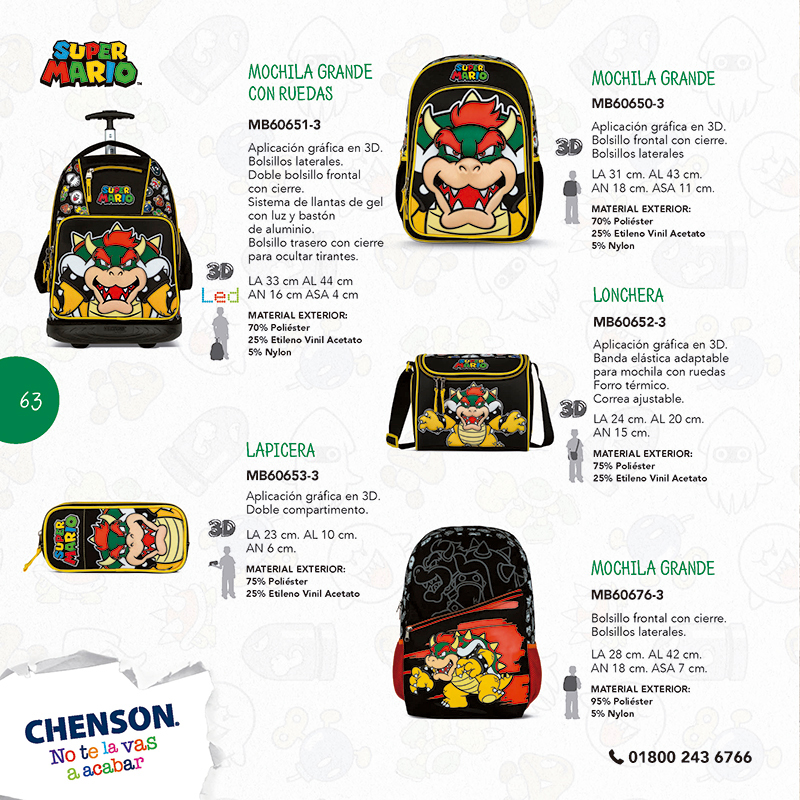 SUPER
MARIO™
MOCHILA GRANDE
CON RUEDAS
MB60651-3
Aplicación gráfica en 3D.
Bolsillos laterales.
Doble bolsillo frontal
con cierre.
Sistema de llantas de gel
con luz y bastón
de aluminio.
Bolsillo trasero con cierre
para ocultar tirantes.
3D
Led
LA 33 cm AL 44 cm
AN 16 cm ASA 4 cm
MATERIAL EXTERIOR:
70% Poliéster
25% Etileno Vinil Acetato
5% Nylon
SUPER
MARIO
SUPER
MARIO
MOCHILA GRANDE
MB60650-3
Aplicación gráfica en 3D.
Bolsillo frontal con cierre.
Bolsillos laterales
3D
LA 31 cm. AL 43 cm.
AN 18 cm. ASA 11 cm.
MATERIAL EXTERIOR:
70% Poliéster
25% Etileno Vinil Acetato
5% Nylon
LONCHERA
MB60652-3
Aplicación gráfica en 3D.
Banda elástica adaptable
para mochila con ruedas
Forro térmico.
Correa ajustable.
3D
LA 24 cm. AL 20 cm.
AN 15 cm.
MATERIAL EXTERIOR:
75% Poliéster
25% Etileno Vinil Acetato
SUPER
MARIO
63
LAPICERA
MB60653-3
Aplicación gráfica en 3D.
Doble compartimento.
3D
LA 23 cm. AL 10 cm.
AN 6 cm.
MATERIAL EXTERIOR:
75% Poliéster
25% Etileno Vinil Acetato
SUPER
MARIO
MOCHILA GRANDE
MB60676-3
Bolsillo frontal con cierre.
Bolsillos laterales.
LA 28 cm. AL 42 cm.
AN 18 cm. ASA 7 cm.
MATERIAL EXTERIOR:
95% Poliéster
5% Nylon
CHENSON.
No te la vas
a acabar
01800 243 6766